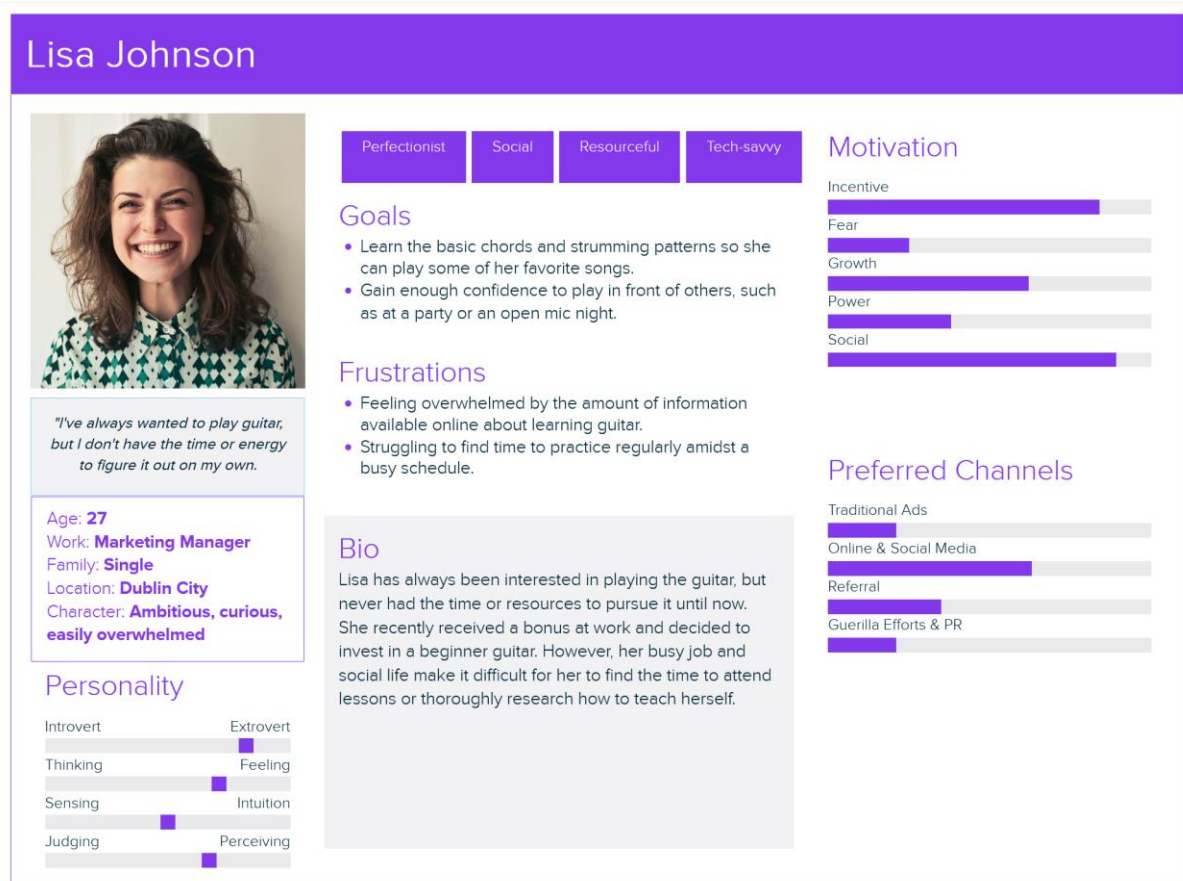 Lisa Johnson
"I've always wanted to play guitar,
but I don't have the time or energy
to figure it out on my own.
Age: 27
Work: Marketing Manager
Family: Single
Location: Dublin City
Character: Ambitious, curious,
easily overwhelmed
Personality
Introvert Extrovert
Thinking Feeling
Sensing Intuition
Judging Perceiving
Perfectionist Social Resourceful Tech-savvy
Goals
• Learn the basic chords and strumming patterns so she
can play some of her favorite songs.
• Gain enough confidence to play in front of others, such
as at a party or an open mic night.
Frustrations
• Feeling overwhelmed by the amount of information
available online about learning guitar.
• Struggling to find time to practice regularly amidst a
busy schedule.
Bio
Lisa has always been interested in playing the guitar, but
never had the time or resources to pursue it until now.
She recently received a bonus at work and decided to
invest in a beginner guitar. However, her busy job and
social life make it difficult for her to find the time to attend
lessons or thoroughly research how to teach herself.
Motivation
Incentive
Fear
Growth
Power
Social
Preferred Channels
Traditional Ads
Online & Social Media
Referral
Guerilla Efforts & PR